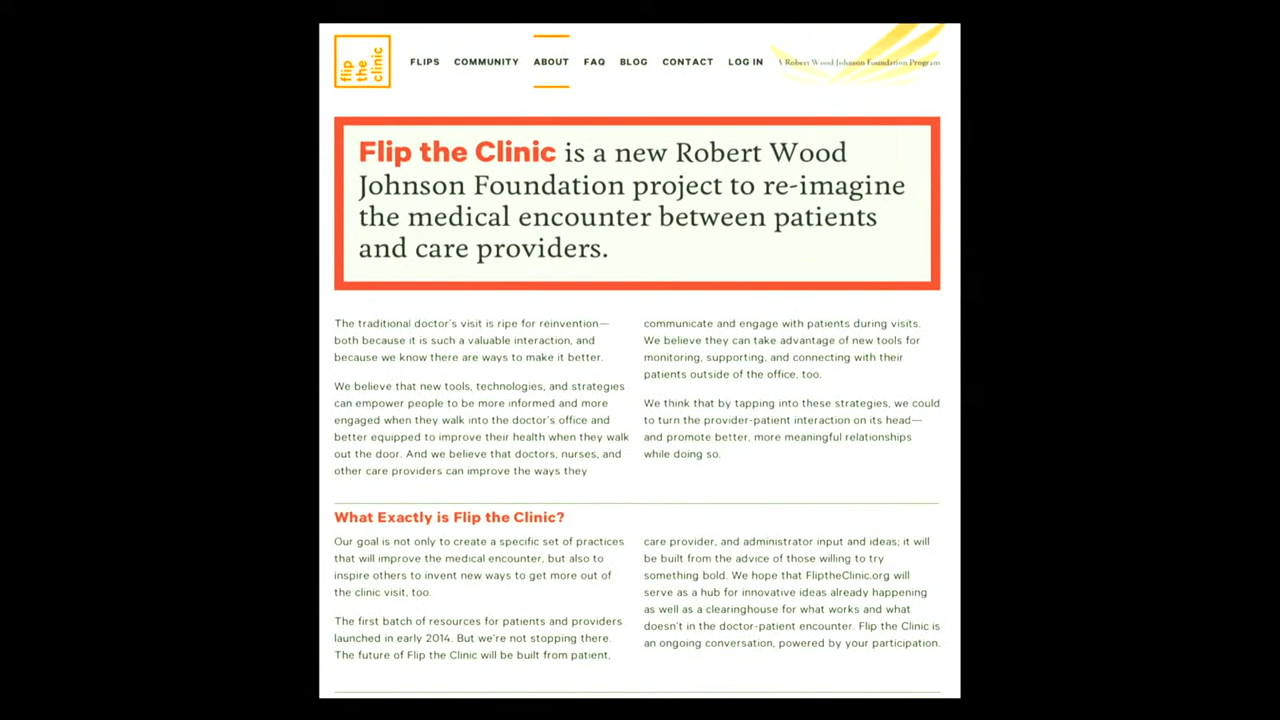 flip
the
clinic
FLIPS COMMUNITY ABOUT FAQ BLOG CONTACT LOG IN
A Robert Wood Johnson Foundation Program
Flip the Clinic is a new Robert Wood
Johnson Foundation project to re-imagine
the medical encounter between patients
and care providers.
The traditional doctor's visit is ripe for reinvention—
both because it is such a valuable interaction, and
because we know there are ways to make it better.
We believe that new tools, technologies, and strategies
can empower people to be more informed and more
engaged when they walk into the doctor's office and
better equipped to improve their health when they walk
out the door. And we believe that doctors, nurses, and
other care providers can improve the ways they
communicate and engage with patients during visits.
We believe they can take advantage of new tools for
monitoring, supporting, and connecting with their
patients outside of the office, too.
We think that by tapping into these strategies, we could
to turn the provider-patient interaction on its head—
and promote better, more meaningful relationships
while doing so.
What Exactly is Flip the Clinic?
Our goal is not only to create a specific set of practices
that will improve the medical encounter, but also to
inspire others to invent new ways to get more out of
the clinic visit, too.
The first batch of resources for patients and providers
launched in early 2014. But we're not stopping there.
The future of Flip the Clinic will be built from patient,
care provider, and administrator input and ideas; it will
be built from the advice of those willing to try
something bold. We hope that FliptheClinic.org will
serve as a hub for innovative ideas already happening
as well as a clearinghouse for what works and what
doesn't in the doctor-patient encounter. Flip the Clinic is
an ongoing conversation, powered by your participation.